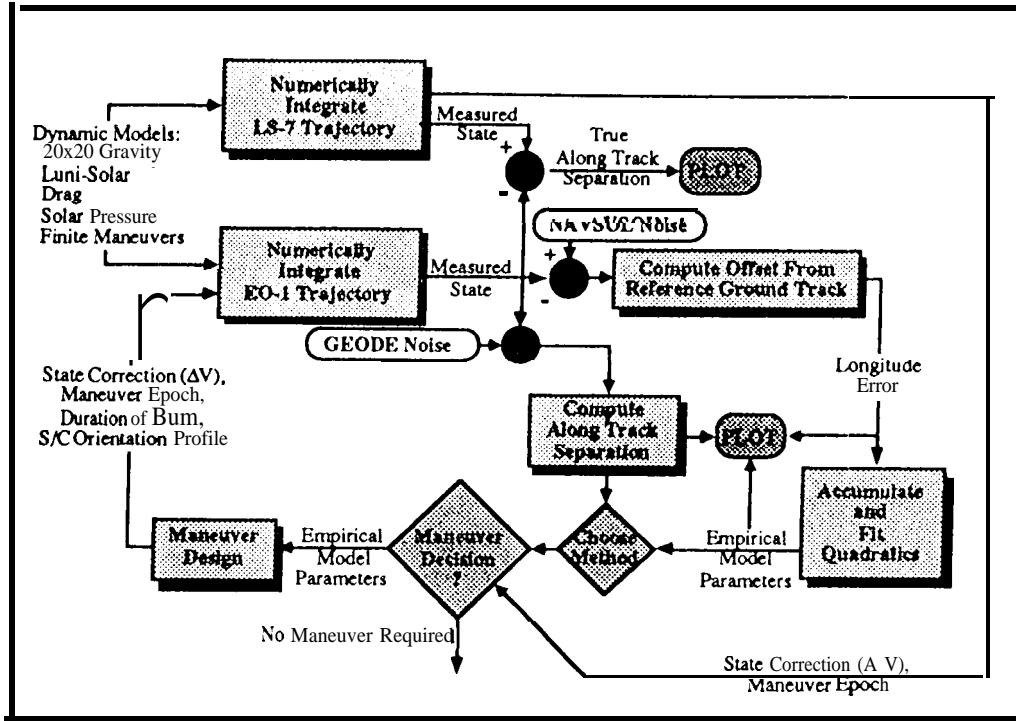 Numerically
Integrate
LS-7 Trajectory
Measured
State
+
-
True
Along Track
Separation
PLOT
Dynamic Models:
20x20 Gravity
Luni-Solar
Drag
Solar Pressure
Finite Maneuvers
Numerically
Integrate
EO-1 Trajectory
Measured
State
Noise
+
-
Compute Offset From
Reference Ground Track
GEODE Noise
Longitude
Error
State Correction (ΔV),
Maneuver Epoch,
Duration of Bum,
S/C Orientation Profile
Compute
Along Track
Separation
PLOT
Accumulate
and
Fit
Quadratics
Maneuver
Design
Empirical
Model
Parameters
Maneuver
Decision
?
Choose
Method
Empirical
Model
Parameters
No Maneuver Required
State Correction (A V),
Maneuver Epoch